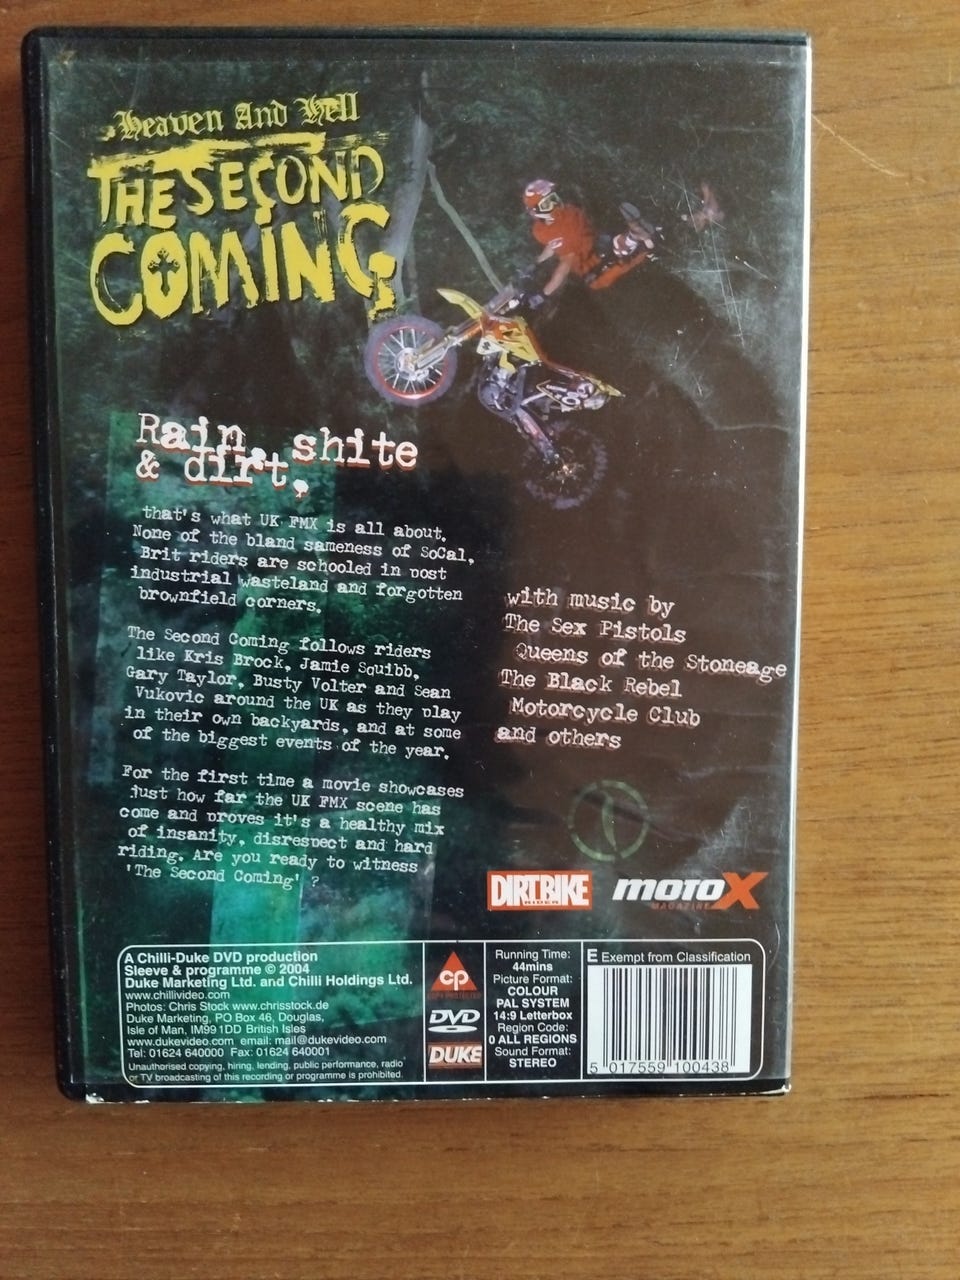 Heaven And Hell
THE SECOND
COMING
Rain, shite
& dirt,
that's what UK FMX is all about.
None of the bland sameness of SoCal,
Brit riders are schooled in post
industrial wasteland and forgotten
brownfield corners.
The Second Coming follows riders
like Kris Brock, Jamie Squibb,
Gary Taylor, Busty Volter and Sean
Vukovic around the UK as they play
in their own backyards, and at some
of the biggest events of the year.
For the first time a movie showcases
just how far the UK FMX scene has
come and proves it's a healthy mix
of insanity, disrespect and hard
riding. Are you ready to witness
'The Second Coming' ?
with music by
The Sex Pistols
Queens of the Stoneage
The Black Rebel
Motorcycle Club
and others
DIRT BIKE
RIDER
motoX
MAGAZINE
A Chilli-Duke DVD production
Sleeve & programme © 2004
Duke Marketing Ltd. and Chilli Holdings Ltd.
www.chillivideo.com
Photos: Chris Stock www.chrisstock.de
Duke Marketing, PO Box 46, Douglas,
Isle of Man, IM99 1DD British Isles
www.dukevideo.com email: mail@dukevideo.com
Tel: 01624 640000 Fax: 01624 640001
Unauthorised copying, hiring, lending, public performance, radio
or TV broadcasting of this recording or programme is prohibited.
cp
COPY PROTECTED
DVD
VIDEO
DUKE
Running Time:
44mins
Picture Format:
COLOUR
PAL SYSTEM
14:9 Letterbox
Region Code:
0 ALL REGIONS
Sound Format:
STEREO
E Exempt from Classification
5 017559 100438